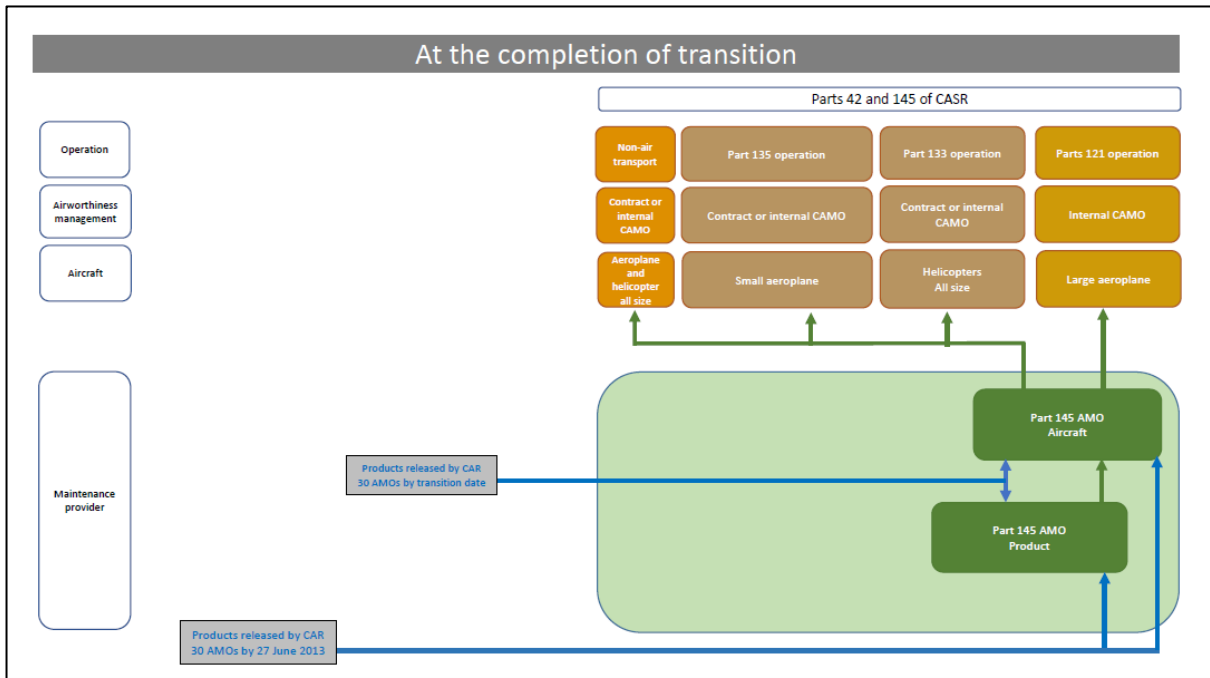 At the completion of transition
Parts 42 and 145 of CASR
Operation
Non-air
transport
Part 135 operation
Part 133 operation
Parts 121 operation
Airworthiness
management
Contract or
internal
CAMO
Contract or internal CAMO
Contract or internal
CAMO
Internal CAMO
Aircraft
Aeroplane
and
helicopter
all size
Small aeroplane
Helicopters
All size
Large aeroplane
Maintenance
provider
Part 145 AMO
Aircraft
Products released by CAR
30 AMOs by transition date
Part 145 AMO
Product
Products released by CAR
30 AMOs by 27 June 2013